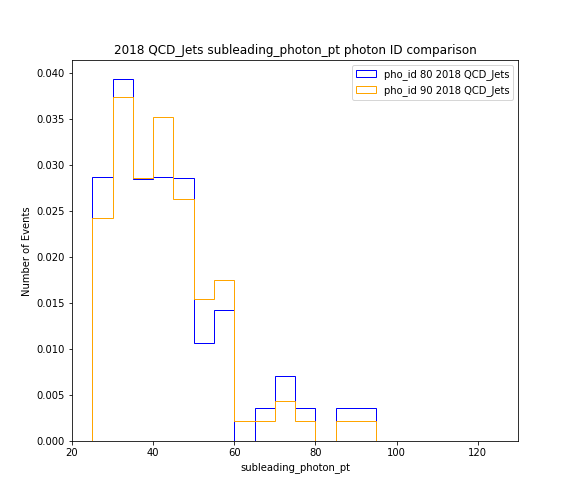 2018 QCD_Jets subleading_photon_pt photon ID comparison
pho_id 80 2018 QCD_Jets
pho_id 90 2018 QCD_Jets
Number of Events
0.040
0.035
0.030
0.025
0.020
0.015
0.010
0.005
0.000
20 40 60 80 100 120
subleading_photon_pt